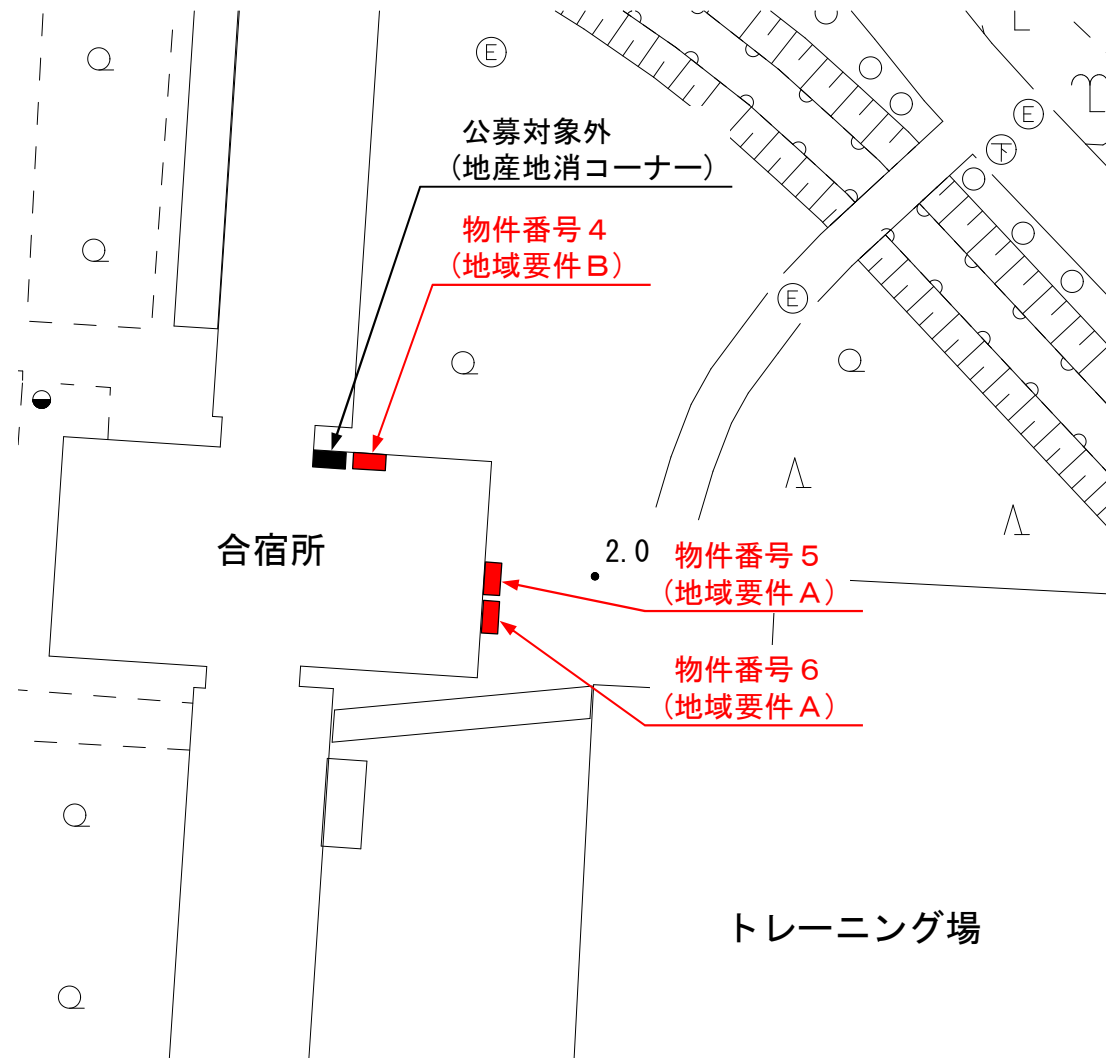 Ⓔ
Ⓔ
㊦
公募対象外
（地産地消コーナー）
物件番号４
（地域要件Ｂ）
Ⓔ
合宿所
2.0
物件番号５
（地域要件Ａ）
物件番号６
（地域要件Ａ）
トレーニング場